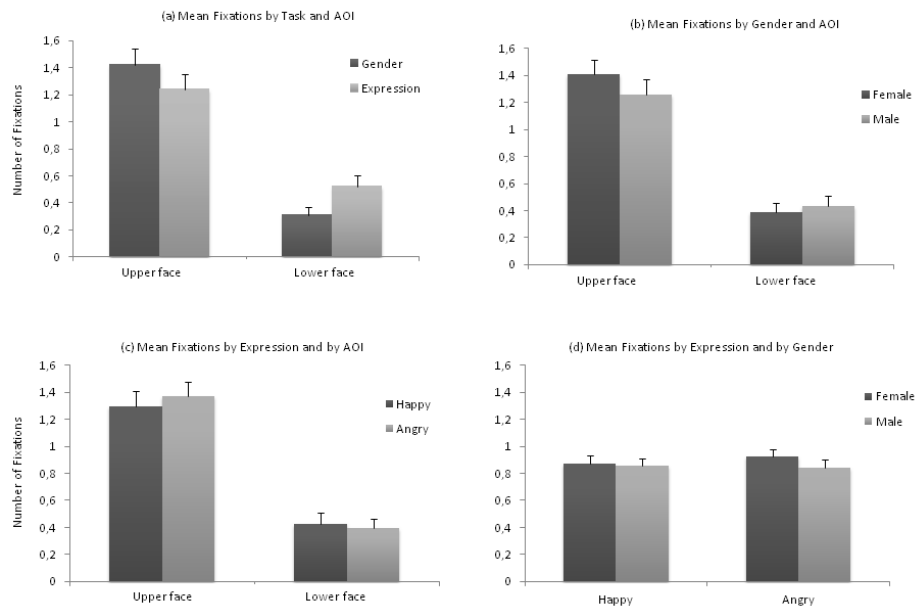 (a) Mean Fixations by Task and AOI
Number of Fixations
1,6
1,4
1,2
1
0,8
0,6
0,4
0,2
0
Gender
Expression
Upper face
Lower face
(b) Mean Fixations by Gender and AOI
1,6
1,4
1,2
1
0,8
0,6
0,4
0,2
0
Female
Male
Upper face
Lower face
(c) Mean Fixations by Expression and by AOI
Number of Fixations
1,6
1,4
1,2
1
0,8
0,6
0,4
0,2
0
Happy
Angry
Upper face
Lower face
(d) Mean Fixations by Expression and by Gender
1,6
1,4
1,2
1
0,8
0,6
0,4
0,2
0
Female
Male
Happy
Angry